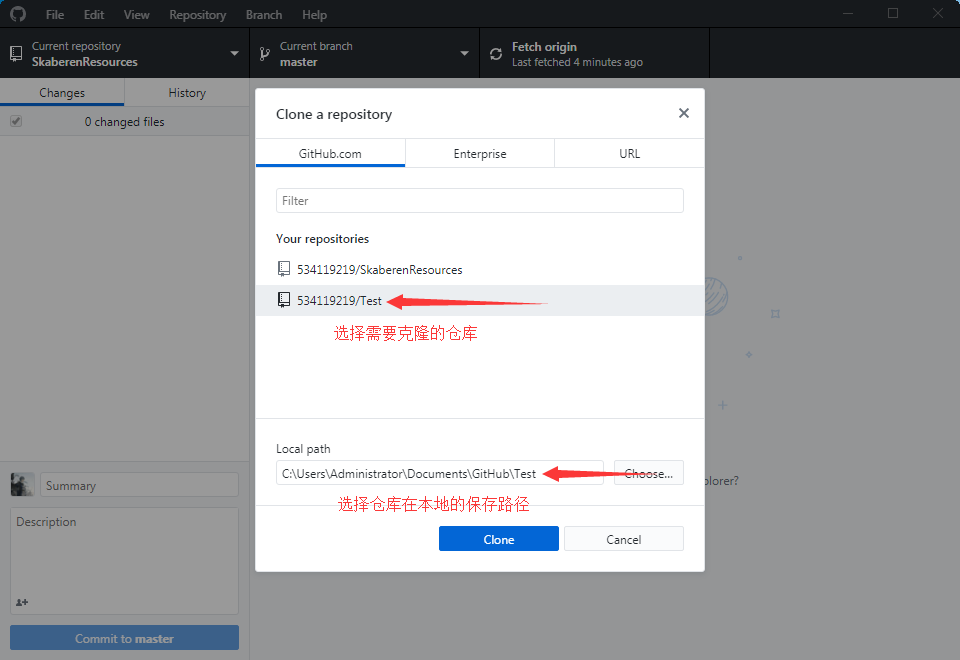 File Edit View Repository Branch Help
Current repository
SkaberenResources
Current branch
master
Fetch origin
Last fetched 4 minutes ago
Changes History
0 changed files
Clone a repository
GitHub.com Enterprise URL
Filter
Your repositories
534119219/SkaberenResources
534119219/Test
选择需要克隆的仓库
Local path
C:\Users\Administrator\Documents\GitHub\Test Choose...
plorer?
选择仓库在本地的保存路径
Clone Cancel
Summary
Description
Commit to master